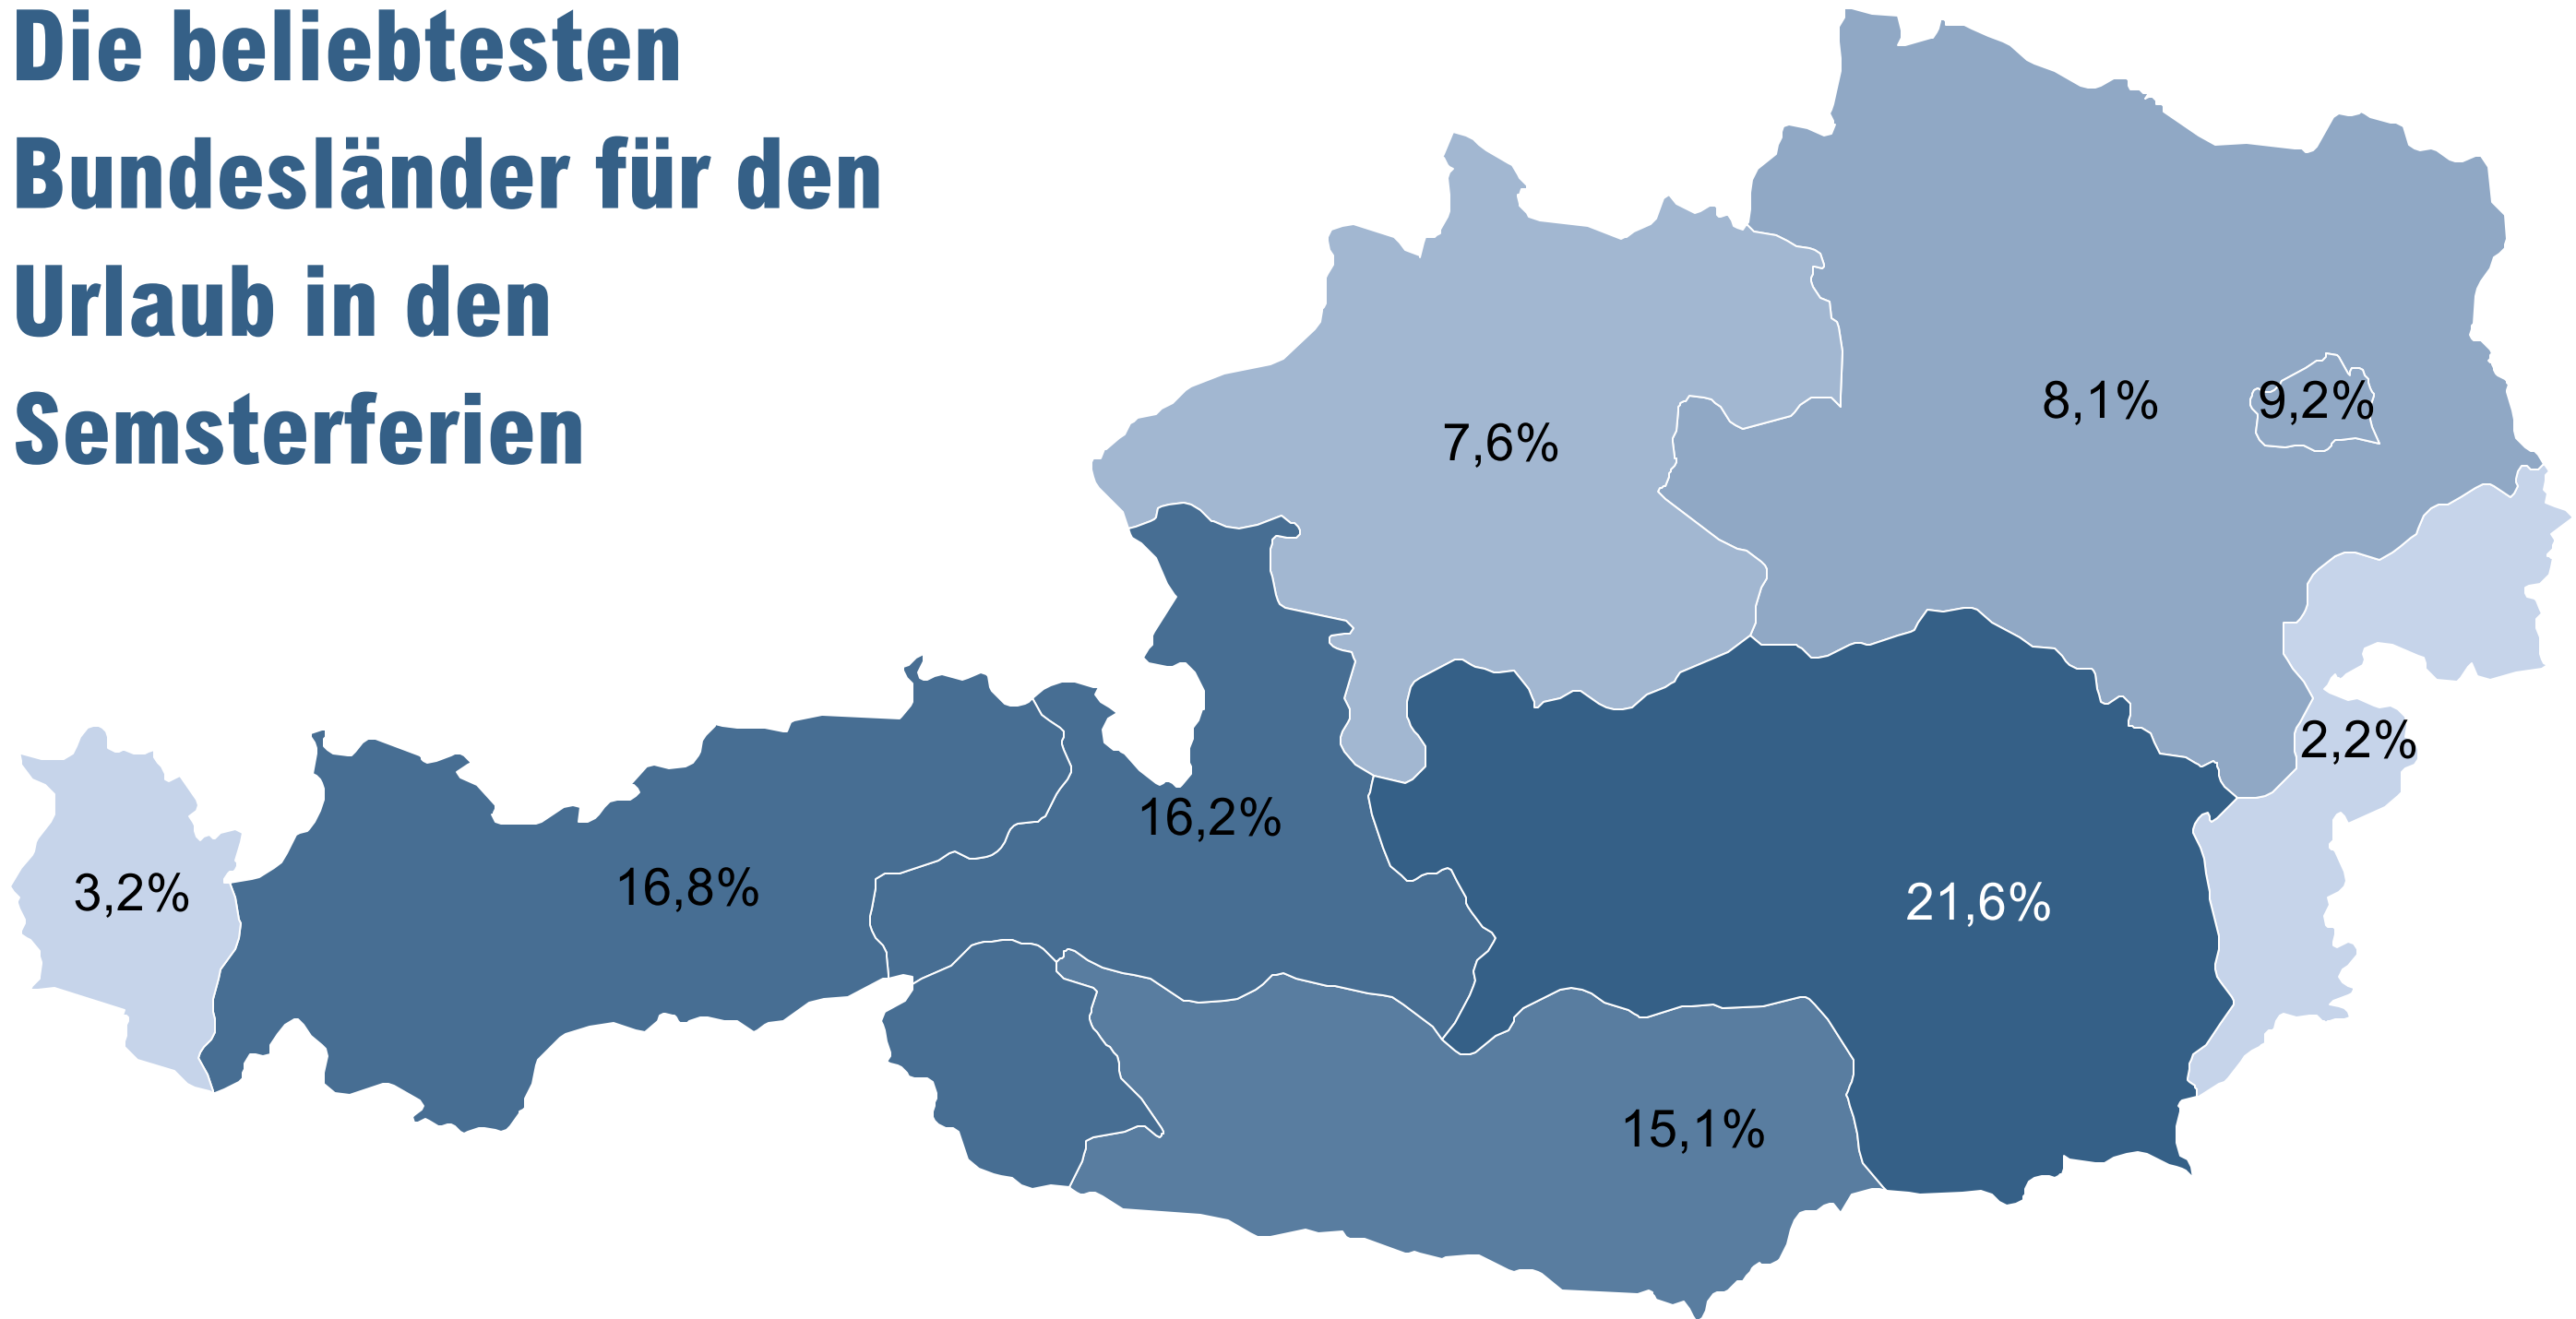 Die beliebtesten
Bundesländer für den
Urlaub in den
Semsterferien
8,1%
9,2%
7,6%
2,2%
16,2%
3,2%
16,8%
21,6%
15,1%